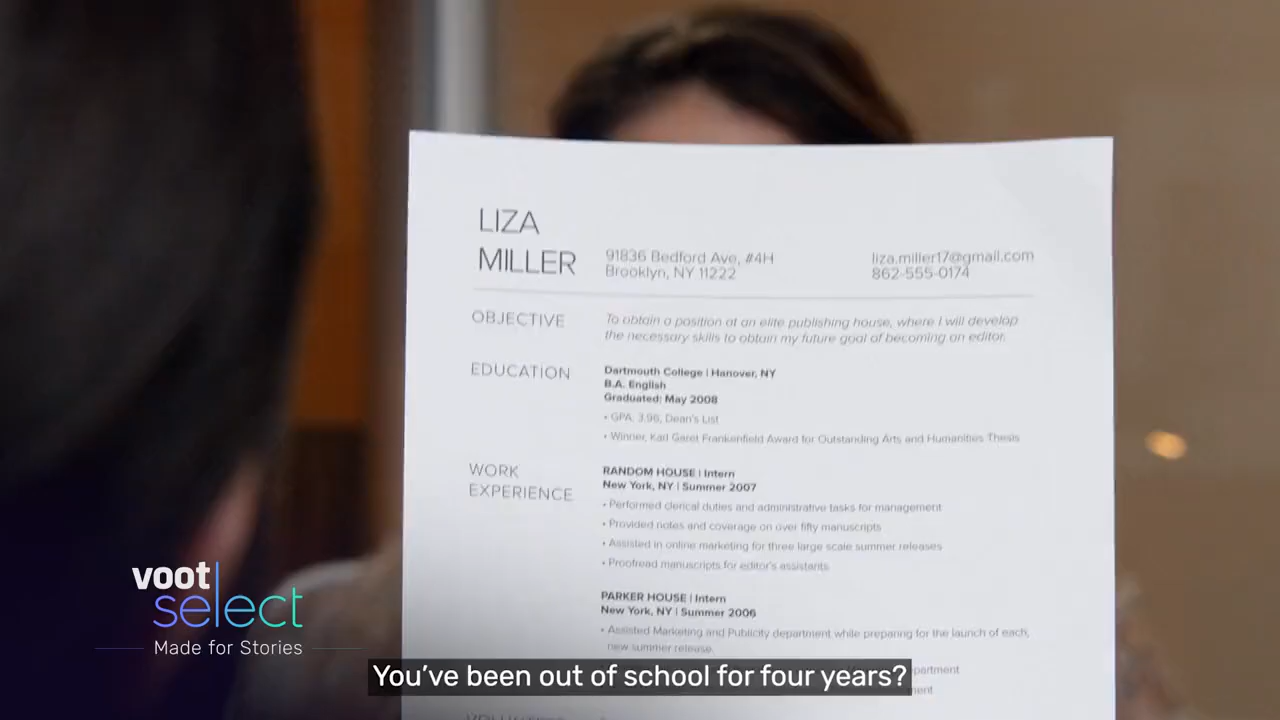 LIZA
MILLER
91836 Bedford Ave, #4H
Brooklyn, NY 11222
liza.miller17@gmail.com
862-555-0174
OBJECTIVE
To obtain a position at an elite publishing house, where I will develop
the necessary skills to obtain my future goal of becoming an editor.
EDUCATION
Dartmouth College | Hanover, NY
B.A. English
Graduated: May 2008
• GPA: 3.96, Dean's List
• Winner, Karl Garet Frankenfield Award for Outstanding Arts and Humanities Thesis
WORK
EXPERIENCE
RANDOM HOUSE | Intern
New York, NY | Summer 2007
• Performed clerical duties and administrative tasks for management
• Provided notes and coverage on over fifty manuscripts
• Assisted in online marketing for three large scale summer releases
• Proofread manuscripts for editor's assistants
PARKER HOUSE | Intern
New York, NY | Summer 2006
• Assisted Marketing and Publicity department while preparing for the launch of each,
new summer release.
voot
select
Made for Stories
You've been out of school for four years?